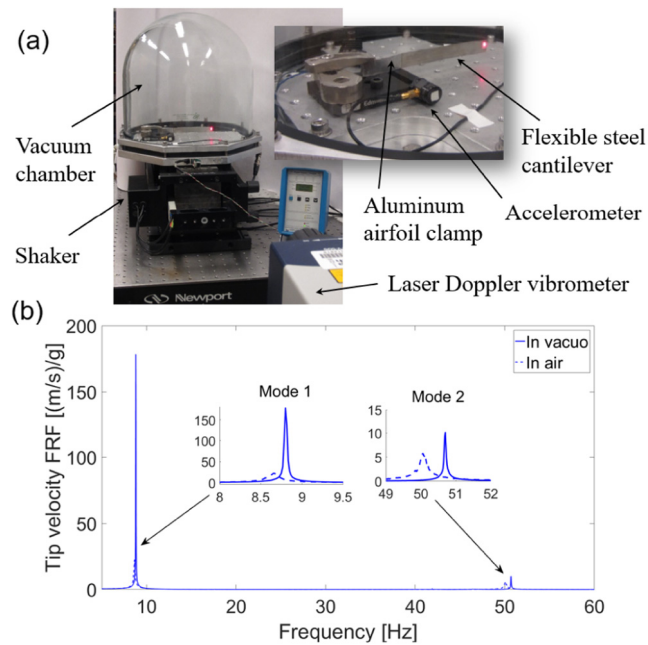 (a)
Vacuum
chamber
Shaker
Flexible steel
cantilever
Aluminum
airfoil clamp
Accelerometer
Laser Doppler vibrometer
Newport
(b)
Tip velocity FRF [(m/s)/g]
200
150
100
50
0
In vacuo
In air
Mode 1
150
100
50
0
8
8.5
9
9.5
Mode 2
15
10
5
0
49
50
51
52
10
20
30
40
50
60
Frequency [Hz]